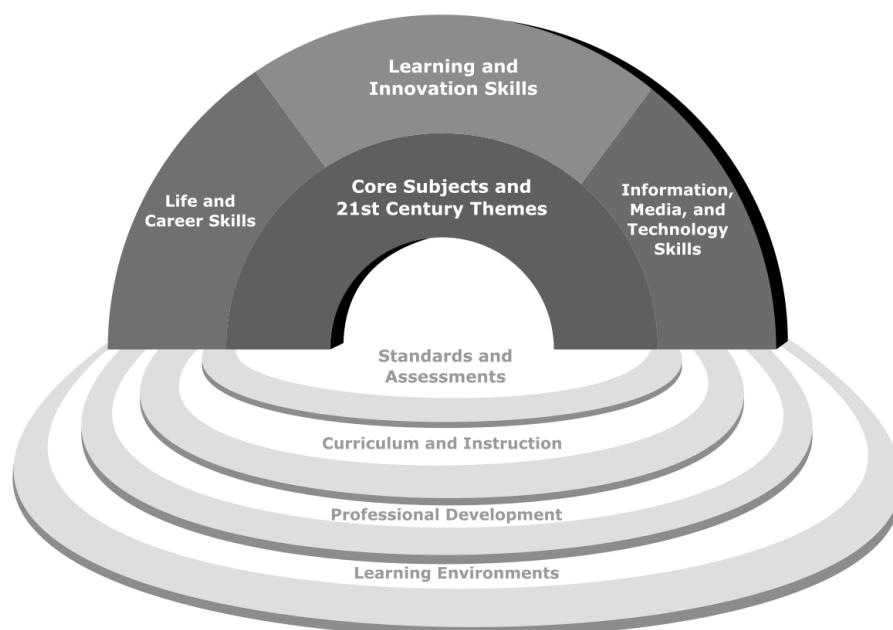 Learning and
Innovation Skills
Life and
Career Skills
Core Subjects and
21st Century Themes
Information,
Media, and
Technology
Skills
Standards and
Assessments
Curriculum and Instruction
Professional Development
Learning Environments